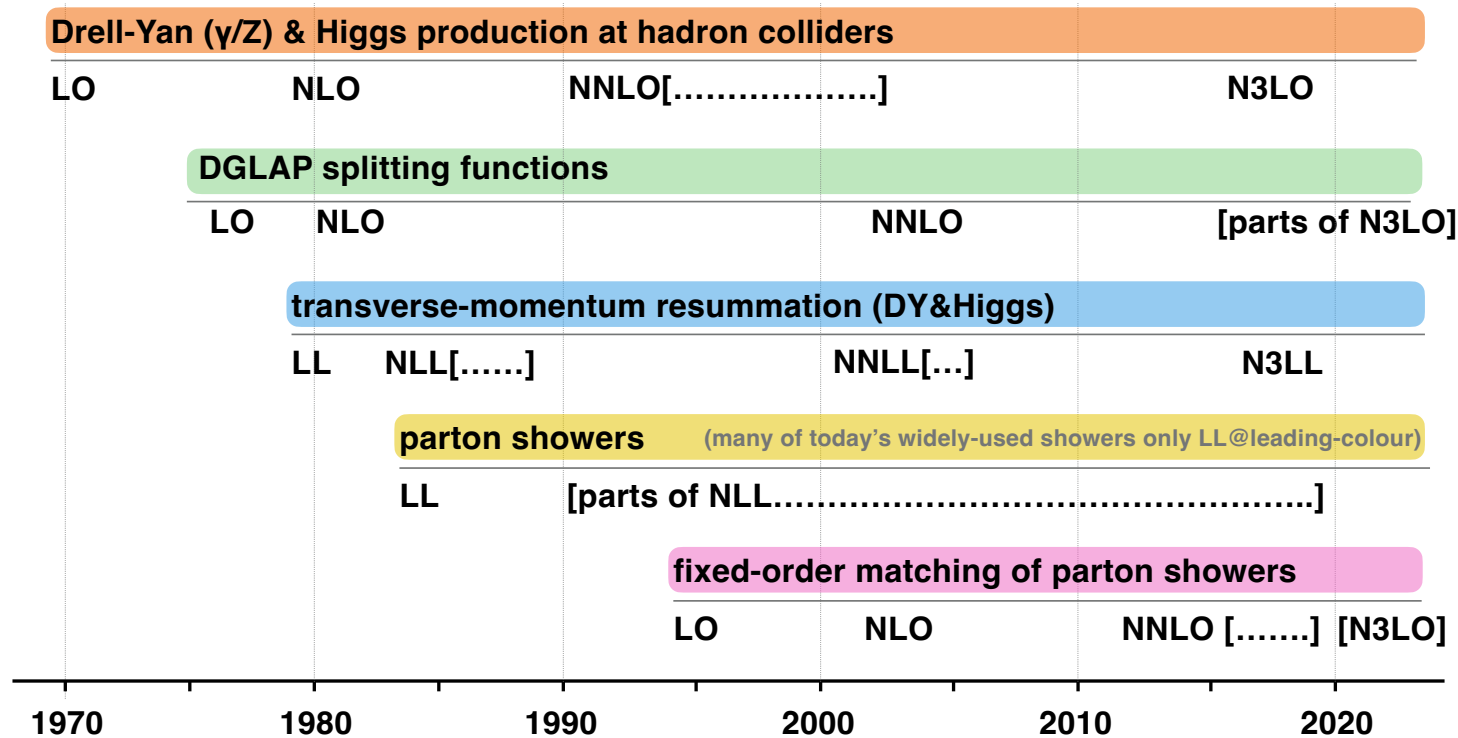 Drell-Yan (γ/Z) & Higgs production at hadron colliders
LO NLO NNLO[...................] N3LO
DGLAP splitting functions
LO NLO NNLO [parts of N3LO]
transverse-momentum resummation (DY&Higgs)
LL NLL[......] NNLL[...] N3LL
parton showers (many of today's widely-used showers only LL@leading-colour)
LL [parts of NLL..................................................]
fixed-order matching of parton showers
LO NLO NNLO [.......] [N3LO]
1970 1980 1990 2000 2010 2020